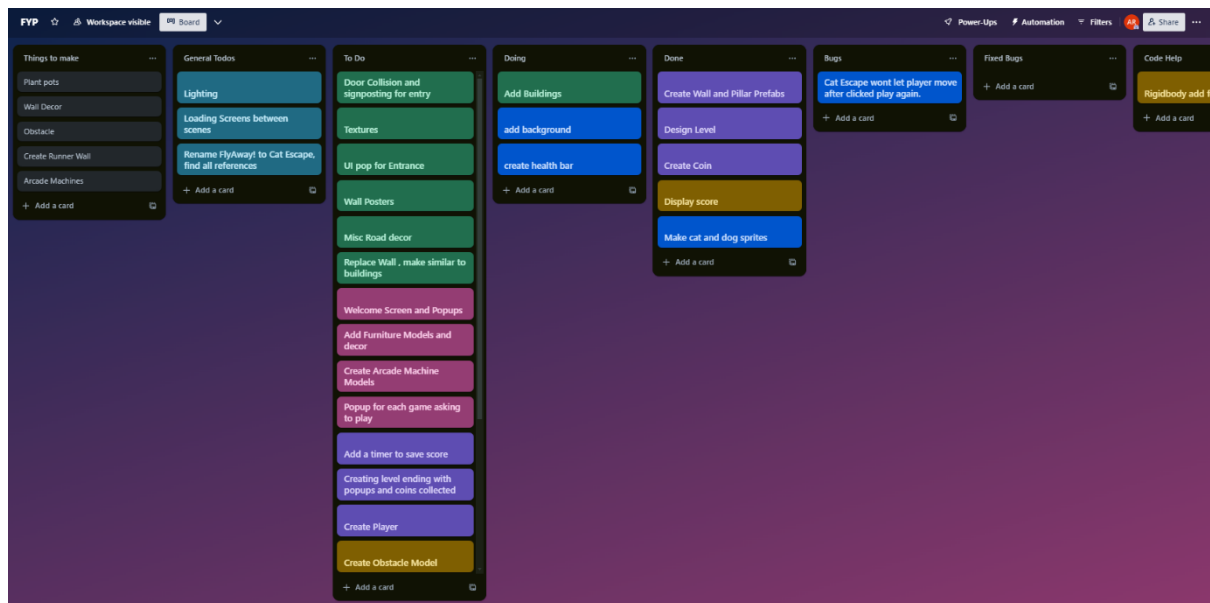 FYP
Workspace visible
Board
Power-Ups
Automation
Filters
AR
Share
Things to make
Plant pots
Wall Decor
Obstacle
Create Runner Wall
Arcade Machines
+ Add a card
General Todos
Lighting
Loading Screens between
scenes
Rename FlyAway! to Cat Escape,
find all references
+ Add a card
To Do
Door Collision and
signposting for entry
Textures
UI pop for Entrance
Wall Posters
Misc Road decor
Replace Wall , make similar to
buildings
Welcome Screen and Popups
Add Furniture Models and
decor
Create Arcade Machine
Models
Popup for each game asking
to play
Add a timer to save score
Creating level ending with
popups and coins collected
Create Player
Create Obstacle Model
+ Add a card
Doing
Add Buildings
add background
create health bar
+ Add a card
Done
Create Wall and Pillar Prefabs
Design Level
Create Coin
Display score
Make cat and dog sprites
+ Add a card
Bugs
Cat Escape wont let player move
after clicked play again.
+ Add a card
Fixed Bugs
+ Add a card
Code Help
Rigidbody add f
+ Add a card